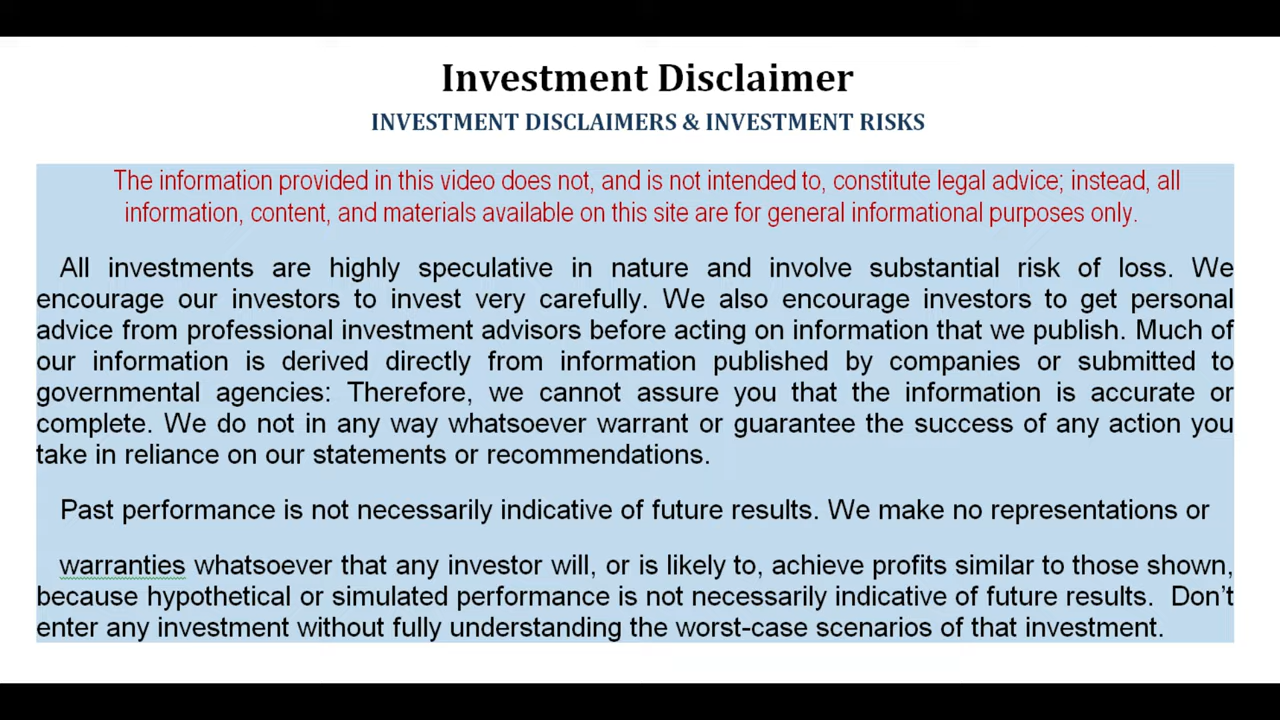 Investment Disclaimer
INVESTMENT DISCLAIMERS & INVESTMENT RISKS
The information provided in this video does not, and is not intended to, constitute legal advice; instead, all
information, content, and materials available on this site are for general informational purposes only.
All investments are highly speculative in nature and involve substantial risk of loss. We
encourage our investors to invest very carefully. We also encourage investors to get personal
advice from professional investment advisors before acting on information that we publish. Much of
our information is derived directly from information published by companies or submitted to
governmental agencies: Therefore, we cannot assure you that the information is accurate or
complete. We do not in any way whatsoever warrant or guarantee the success of any action you
take in reliance on our statements or recommendations.
Past performance is not necessarily indicative of future results. We make no representations or
warranties whatsoever that any investor will, or is likely to, achieve profits similar to those shown,
because hypothetical or simulated performance is not necessarily indicative of future results.  Don’t
enter any investment without fully understanding the worst-case scenarios of that investment.